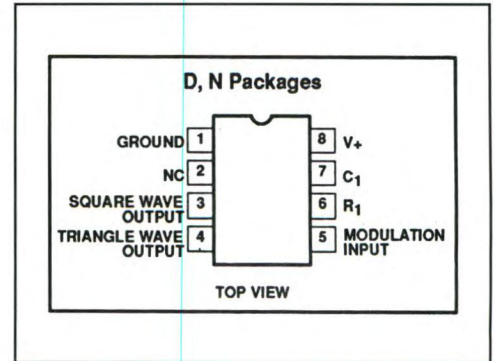 D, N Packages
GROUND 1
8 V+
NC 2
7 C1
SQUARE WAVE
OUTPUT 3
6 R1
TRIANGLE WAVE
OUTPUT 4
5 MODULATION
INPUT
TOP VIEW